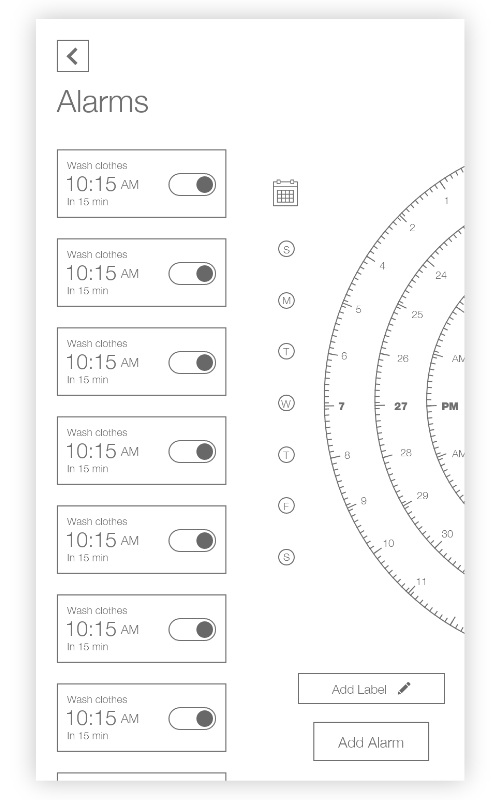 Alarms
Wash clothes
10:15 AM
In 15 min
Wash clothes
10:15 AM
In 15 min
Wash clothes
10:15 AM
In 15 min
Wash clothes
10:15 AM
In 15 min
Wash clothes
10:15 AM
In 15 min
Wash clothes
10:15 AM
In 15 min
Wash clothes
10:15 AM
In 15 min
S
M
T
W
T
F
S
1
2
4
5
6
7
8
9
10
11
24
25
26
27
28
29
30
AM
PM
AM
Add Label
Add Alarm